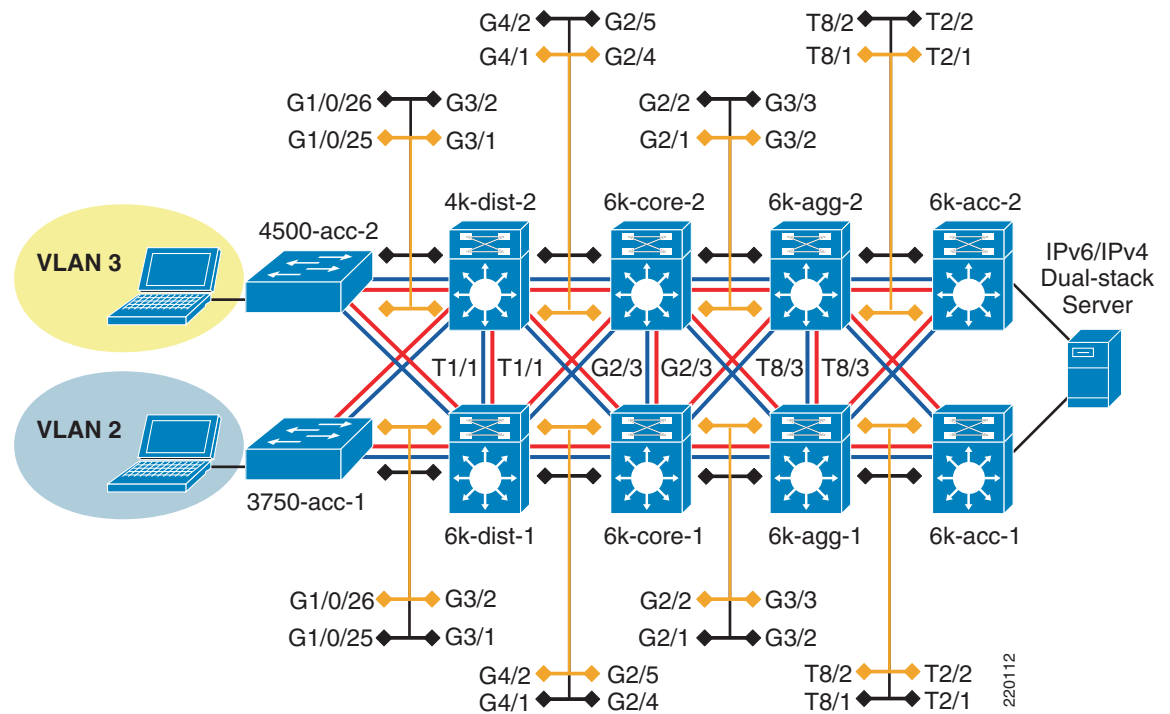 G4/2 G2/5
T8/2 T2/2
G4/1 G2/4
T8/1 T2/1
G1/0/26 G3/2
G2/2 G3/3
G1/0/25 G3/1
G2/1 G3/2
4500-acc-2
4k-dist-2
6k-core-2
6k-agg-2
6k-acc-2
VLAN 3
IPv6/IPv4
Dual-stack
Server
T1/1 T1/1
G2/3 G2/3
T8/3 T8/3
VLAN 2
3750-acc-1
6k-dist-1
6k-core-1
6k-agg-1
6k-acc-1
G1/0/26 G3/2
G2/2 G3/3
G1/0/25 G3/1
G2/1 G3/2
G4/2 G2/5
T8/2 T2/2
G4/1 G2/4
T8/1 T2/1
220112